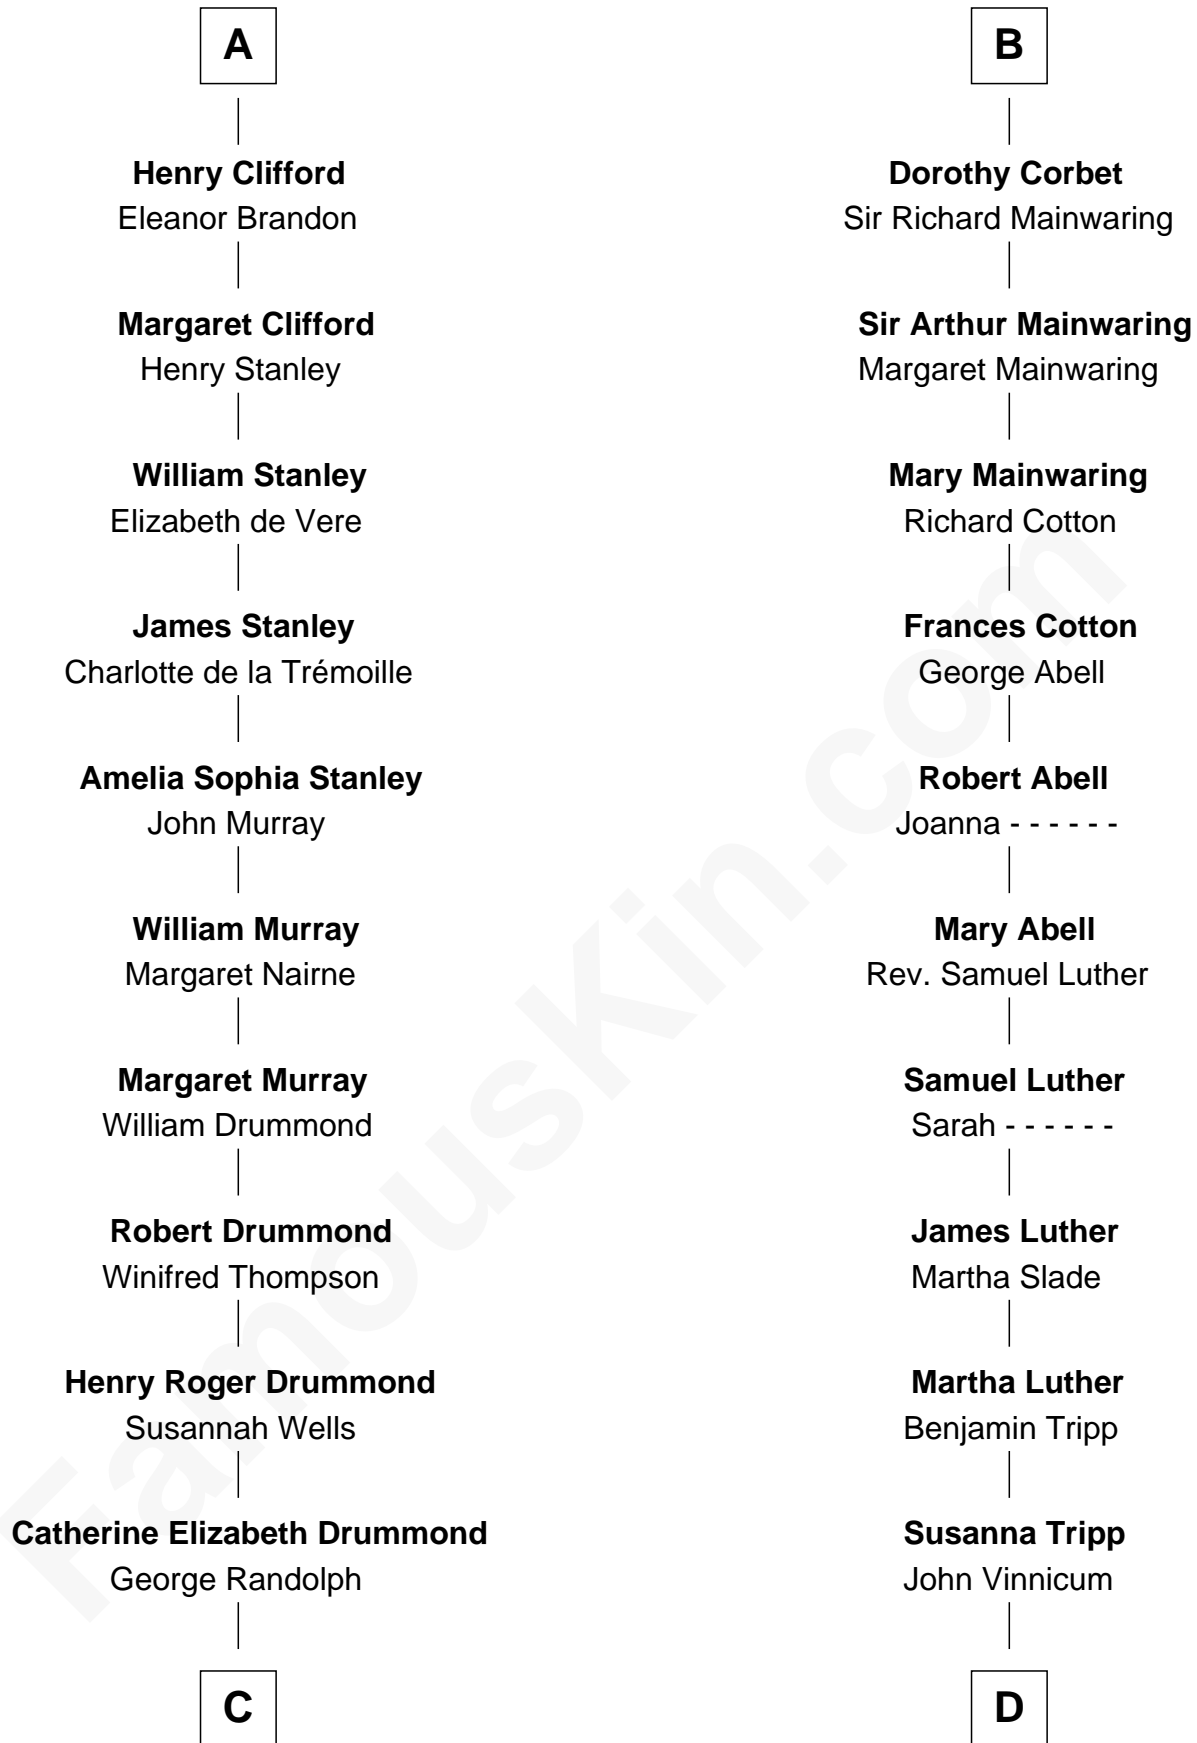 A
Henry Clifford
Eleanor Brandon
Margaret Clifford
Henry Stanley
William Stanley
Elizabeth de Vere
James Stanley
Charlotte de la Trémoille
Amelia Sophia Stanley
John Murray
William Murray
Margaret Nairne
Margaret Murray
William Drummond
Robert Drummond
Winifred Thompson
Henry Roger Drummond
Susannah Wells
Catherine Elizabeth Drummond
George Randolph
C
B
Dorothy Corbet
Sir Richard Mainwaring
Sir Arthur Mainwaring
Margaret Mainwaring
Mary Mainwaring
Richard Cotton
Frances Cotton
George Abell
Robert Abell
Joanna - - - - - -
Mary Abell
Rev. Samuel Luther
Samuel Luther
Sarah - - - - - -
James Luther
Martha Slade
Martha Luther
Benjamin Tripp
Susanna Tripp
John Vinnicum
D
FamousKin.com